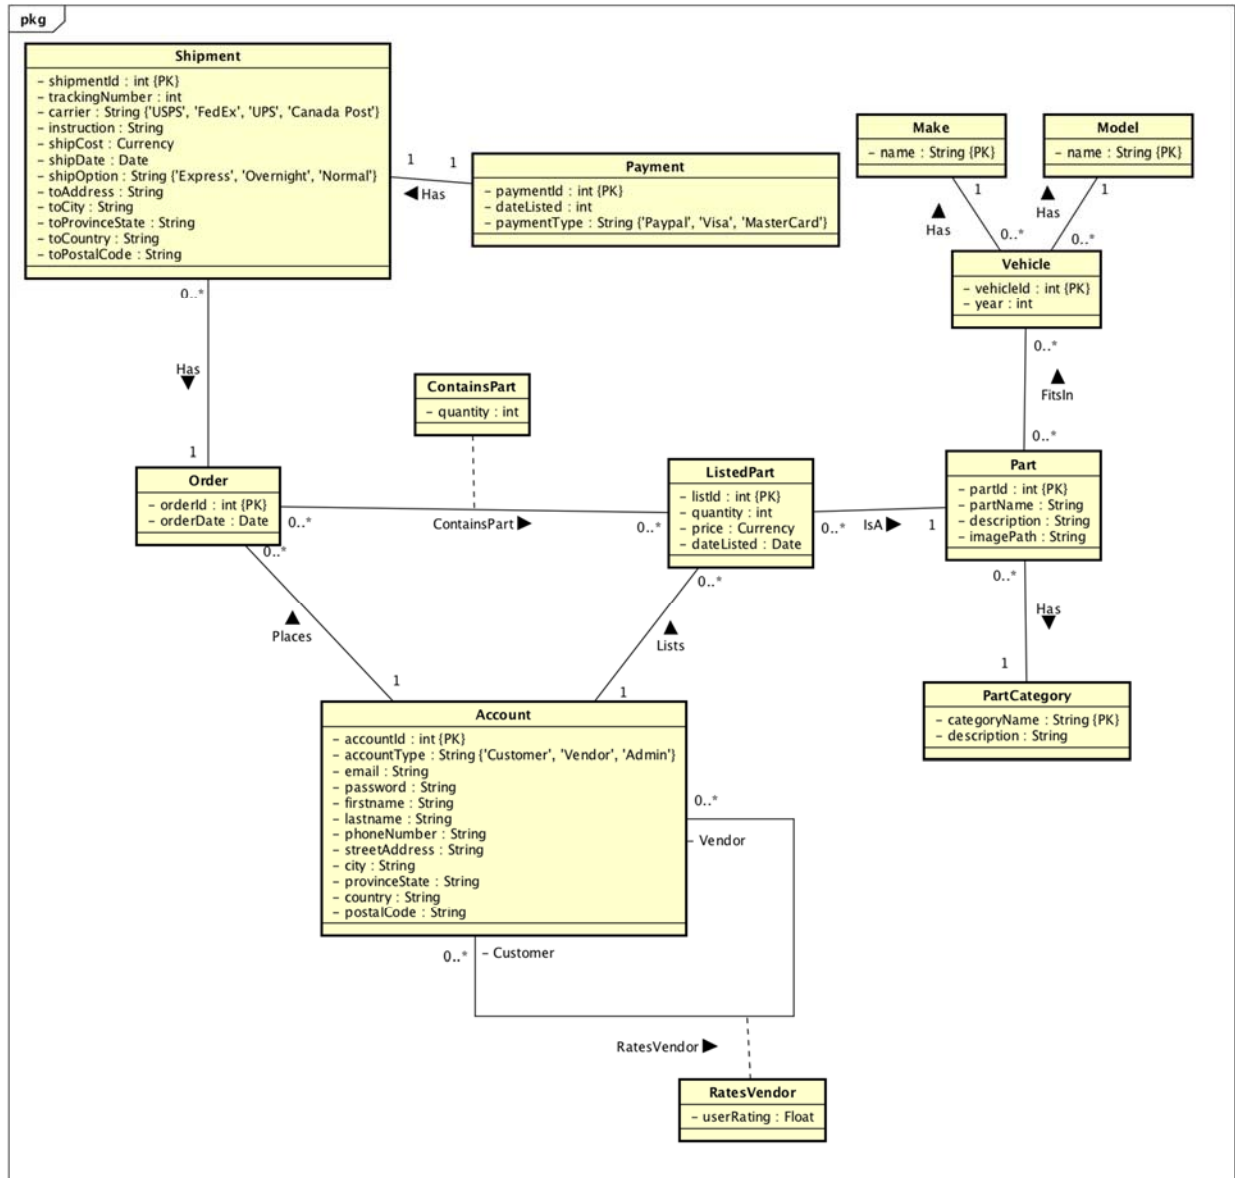 pkg
Shipment
- shipmentId : int {PK}
- trackingNumber : int
- carrier : String {'USPS', 'FedEx', 'UPS', 'Canada Post'}
- instruction : String
- shipCost : Currency
- shipDate : Date
- shipOption : String {'Express', 'Overnight', 'Normal'}
- toAddress : String
- toCity : String
- toProvinceState : String
- toCountry : String
- toPostalCode : String
1
1
Has
Payment
- paymentId : int {PK}
- dateListed : int
- paymentType : String {'Paypal', 'Visa', 'MasterCard'}
Make
- name : String {PK}
Model
- name : String {PK}
1
1
Has
Has
0..*
0..*
Vehicle
- vehicleId : int {PK}
- year : int
0..*
FitsIn
0..*
0..*
Has
1
ContainsPart
- quantity : int
Order
- orderId : int {PK}
- orderDate : Date
0..*
ContainsPart
0..*
ListedPart
- listId : int {PK}
- quantity : int
- price : Currency
- dateListed : Date
0..*
IsA
1
Part
- partId : int {PK}
- partName : String
- description : String
- imagePath : String
0..*
Has
1
PartCategory
- categoryName : String {PK}
- description : String
0..*
Places
1
0..*
Lists
1
Account
- accountId : int {PK}
- accountType : String {'Customer', 'Vendor', 'Admin'}
- email : String
- password : String
- firstname : String
- lastname : String
- phoneNumber : String
- streetAddress : String
- city : String
- provinceState : String
- country : String
- postalCode : String
0..*
- Vendor
0..*
- Customer
RatesVendor
RatesVendor
- userRating : Float